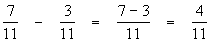 7/11 − 3/11 = 7 − 3/11 = 4/11